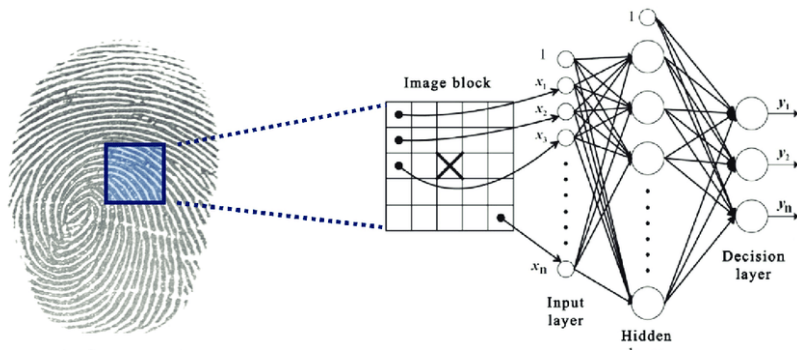 Image block
1
x₁
x₂
x₃
xn
Input
layer
1
Hidden
y₁
y₂
yn
Decision
layer